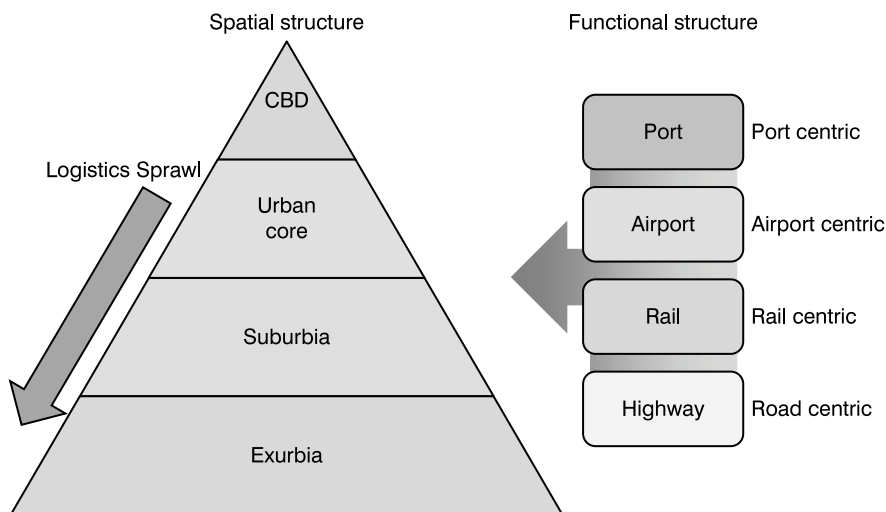 Spatial structure
Functional structure
CBD
Logistics Sprawl
Urban
core
Suburbia
Exurbia
Port
Port centric
Airport
Airport centric
Rail
Rail centric
Highway
Road centric